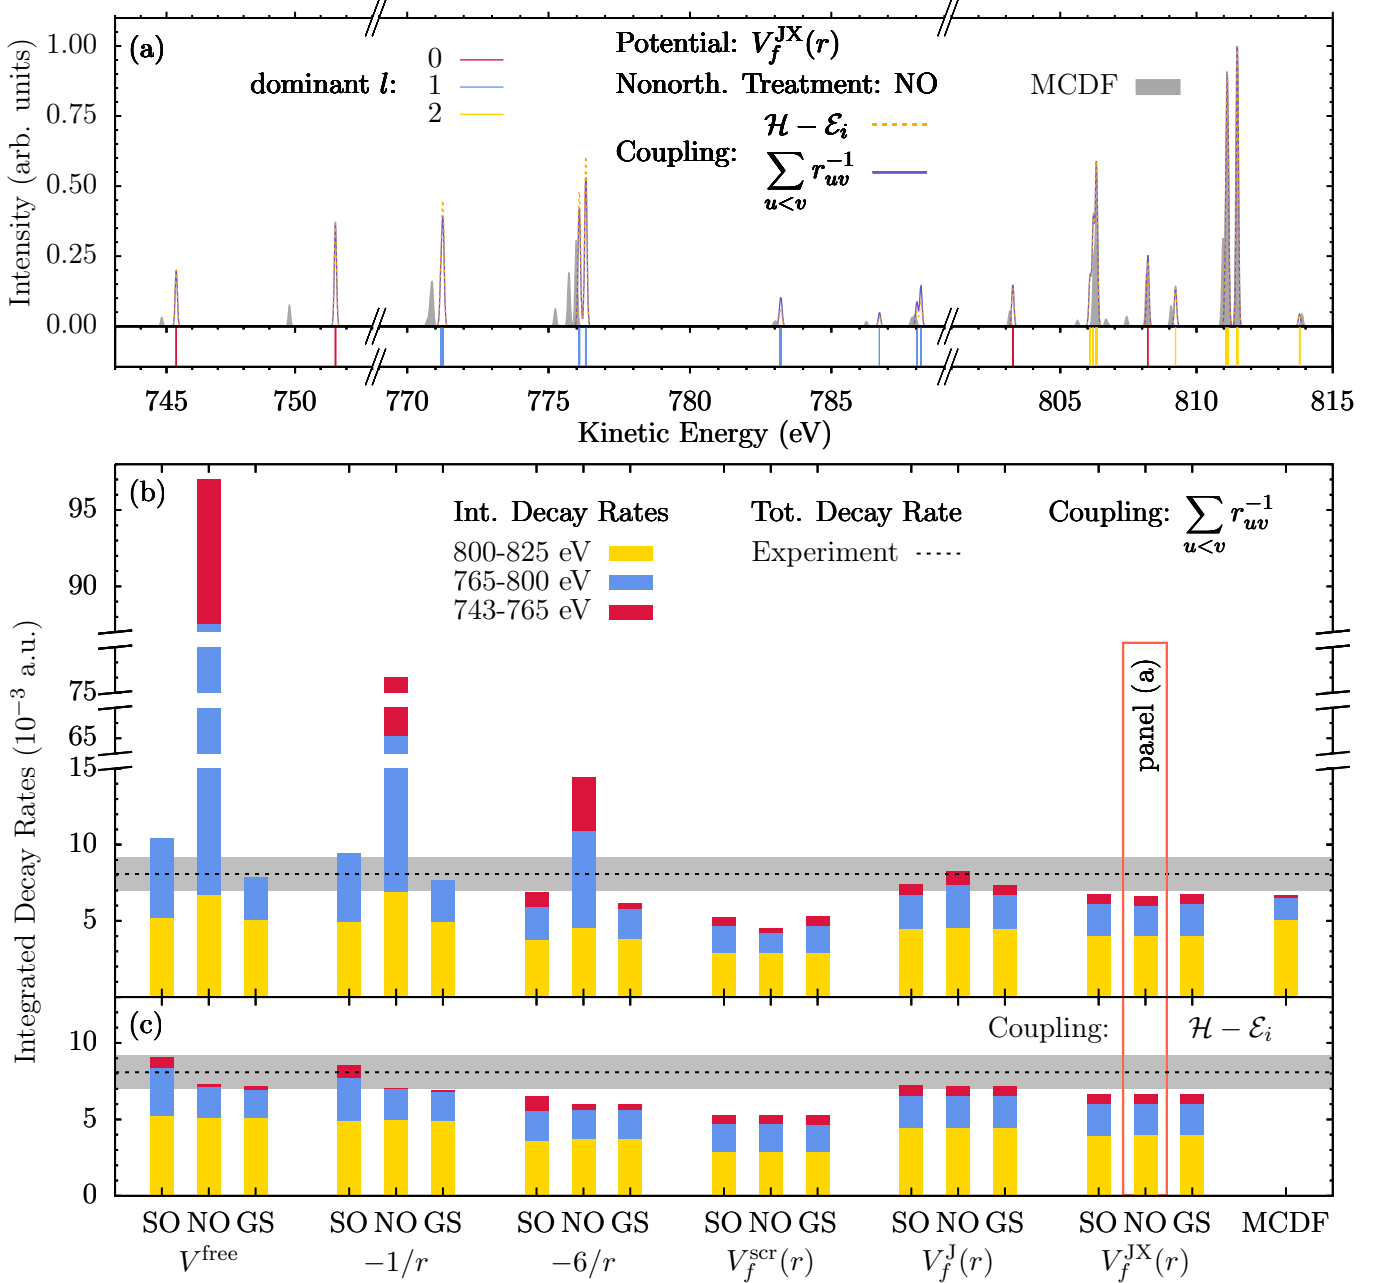 (a)
Potential: V_f^JX(r)
dominant l: 0
1
2
Nonorth. Treatment: NO
MCDF
Coupling: ℋ − ℰ_i
∑_{u<v} r_{uv}^{-1}
Intensity (arb. units)
1.00
0.75
0.50
0.25
0.00
745 750 770 775 780 785 805 810 815
Kinetic Energy (eV)
(b)
Int. Decay Rates
800-825 eV
765-800 eV
743-765 eV
Tot. Decay Rate
Experiment
Coupling: ∑_{u<v} r_{uv}^{-1}
panel (a)
Integrated Decay Rates (10^{-3} a.u.)
95
90
75
65
15
10
5
(c)
Coupling: ℋ − ℰ_i
10
5
0
SO NO GS SO NO GS SO NO GS SO NO GS SO NO GS SO NO GS MCDF
V^free −1/r −6/r V_f^scr(r) V_f^J(r) V_f^JX(r)